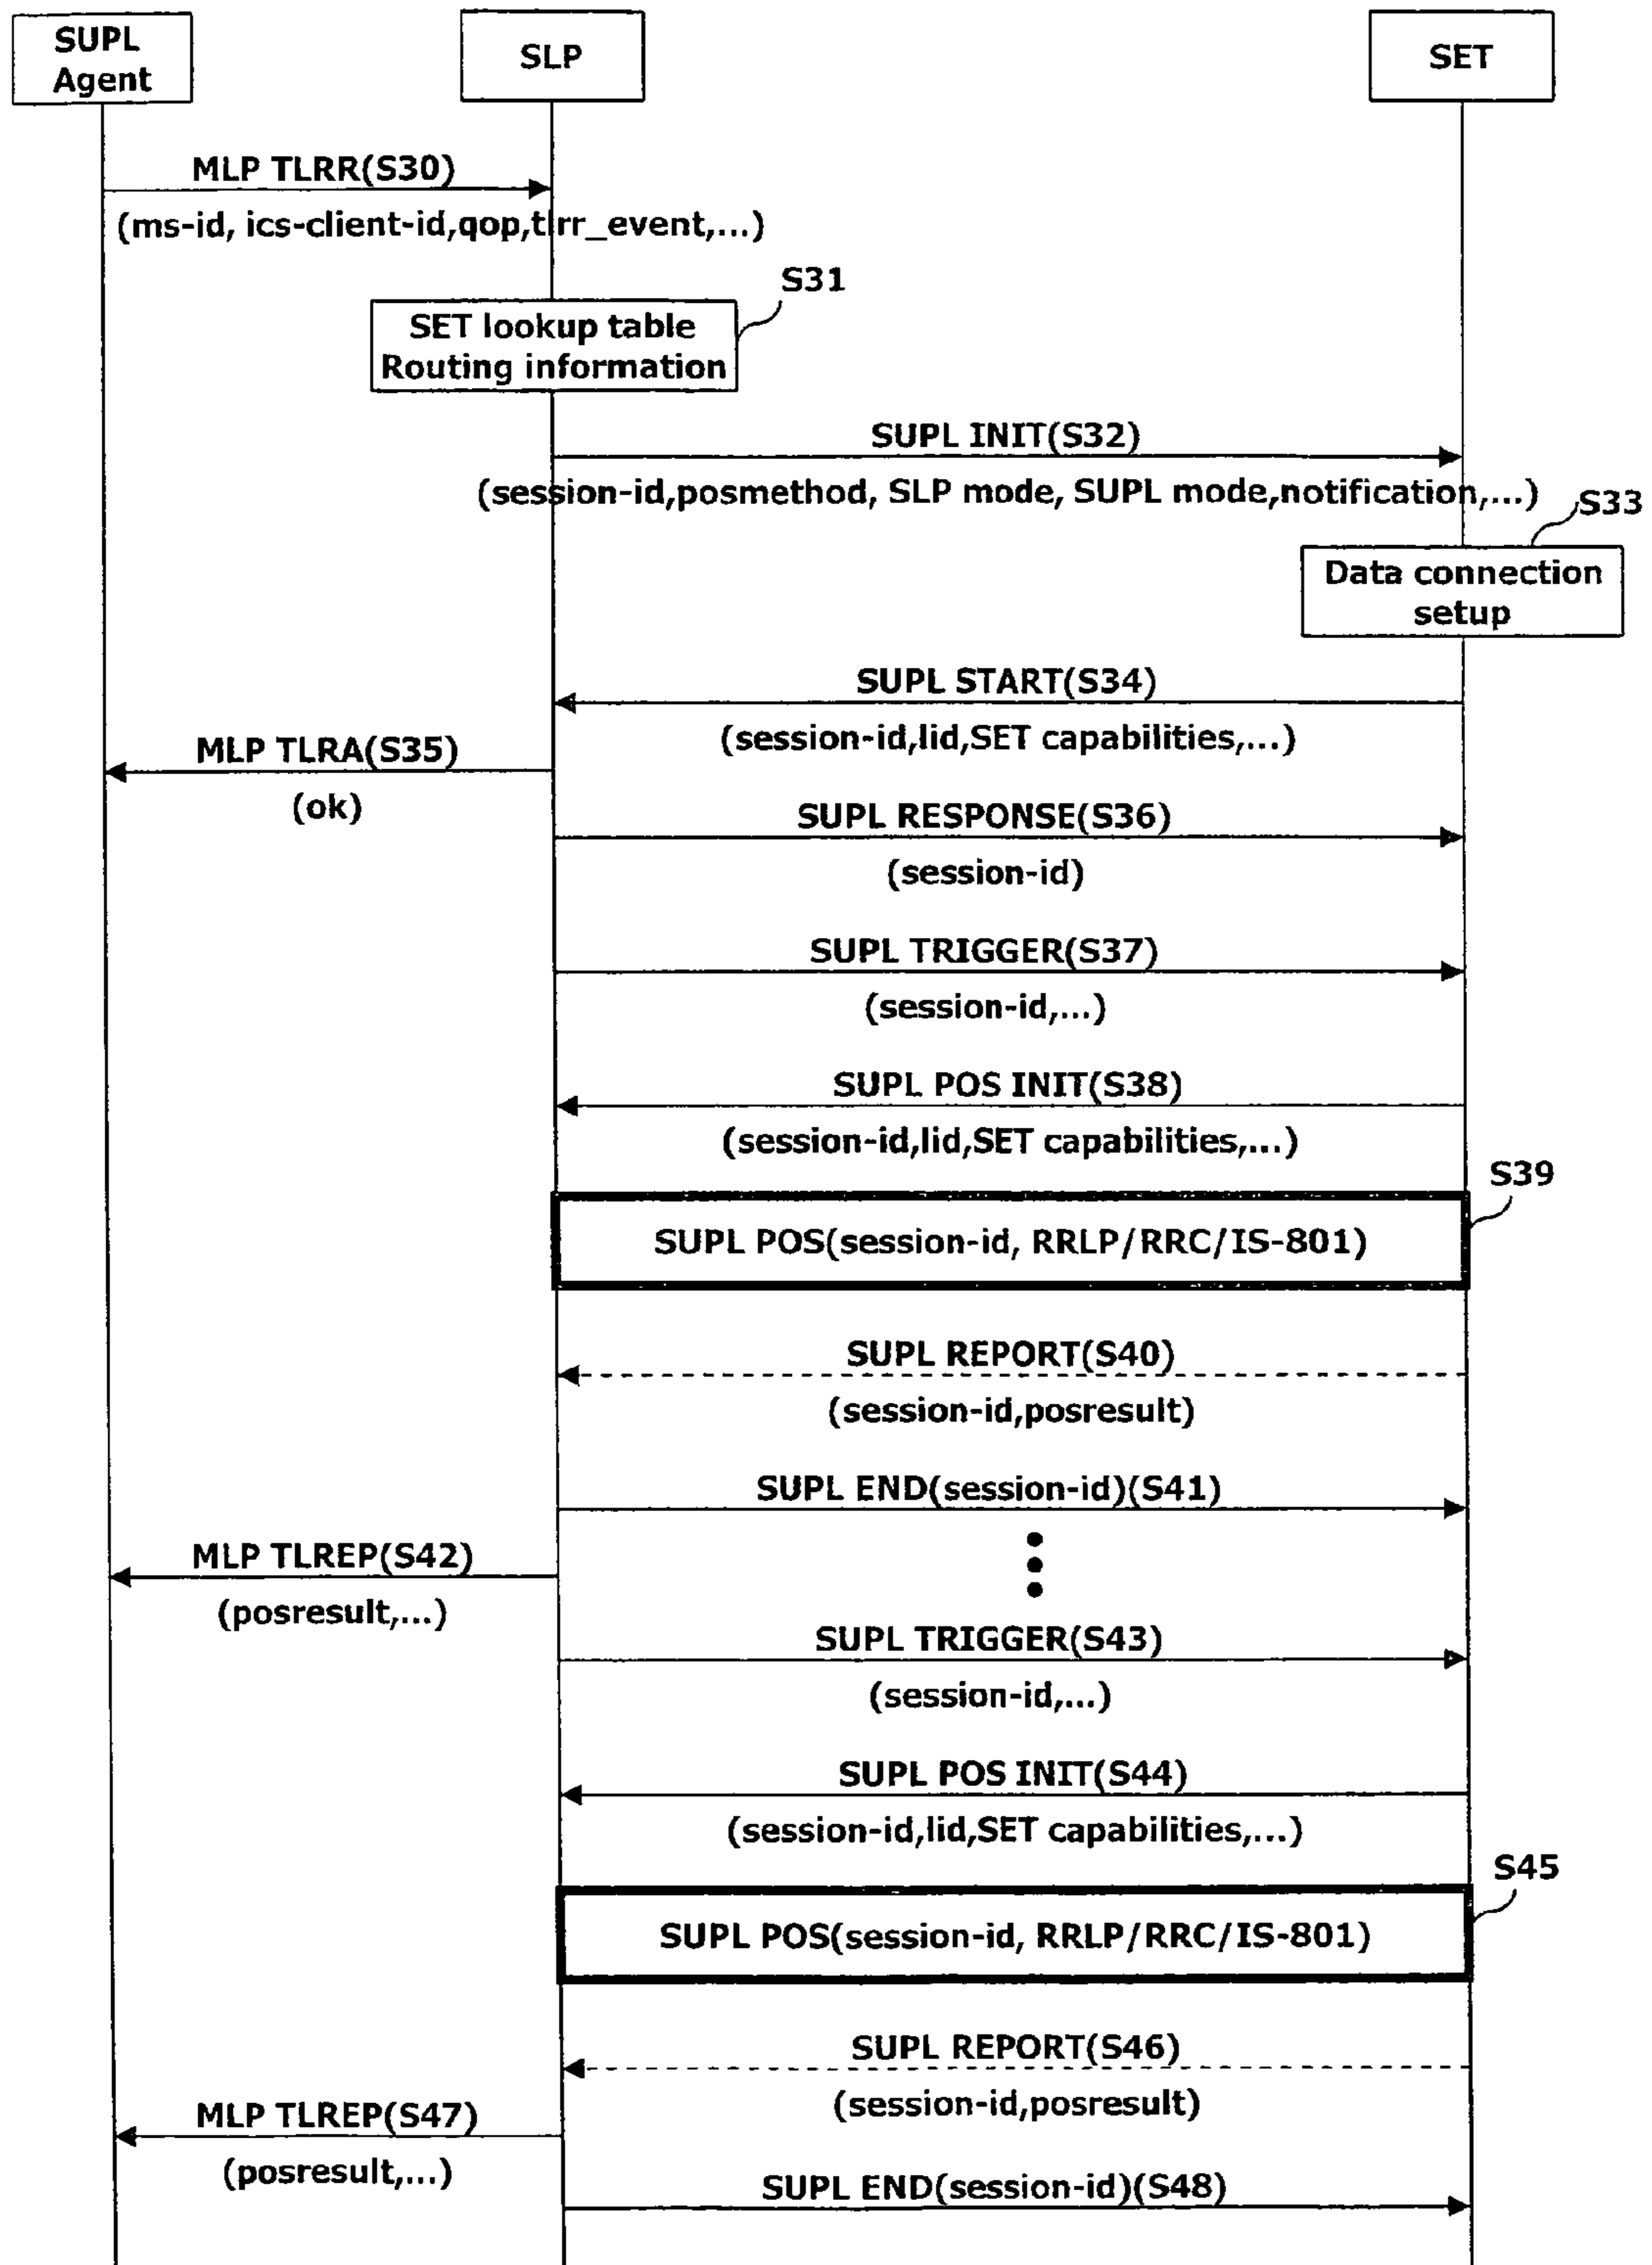 SUPL
Agent
SLP
SET
MLP TLRR(S30)
(ms-id, ics-client-id,qop,tlrr_event,...)
S31
SET lookup table
Routing information
SUPL INIT(S32)
(session-id,posmethod, SLP mode, SUPL mode,notification,...)
S33
Data connection
setup
SUPL START(S34)
(session-id,lid,SET capabilities,...)
MLP TLRA(S35)
(ok)
SUPL RESPONSE(S36)
(session-id)
SUPL TRIGGER(S37)
(session-id,...)
SUPL POS INIT(S38)
(session-id,lid,SET capabilities,...)
S39
SUPL POS(session-id, RRLP/RRC/IS-801)
SUPL REPORT(S40)
(session-id,posresult)
SUPL END(session-id)(S41)
MLP TLREP(S42)
(posresult,...)
SUPL TRIGGER(S43)
(session-id,...)
SUPL POS INIT(S44)
(session-id,lid,SET capabilities,...)
S45
SUPL POS(session-id, RRLP/RRC/IS-801)
SUPL REPORT(S46)
(session-id,posresult)
MLP TLREP(S47)
(posresult,...)
SUPL END(session-id)(S48)